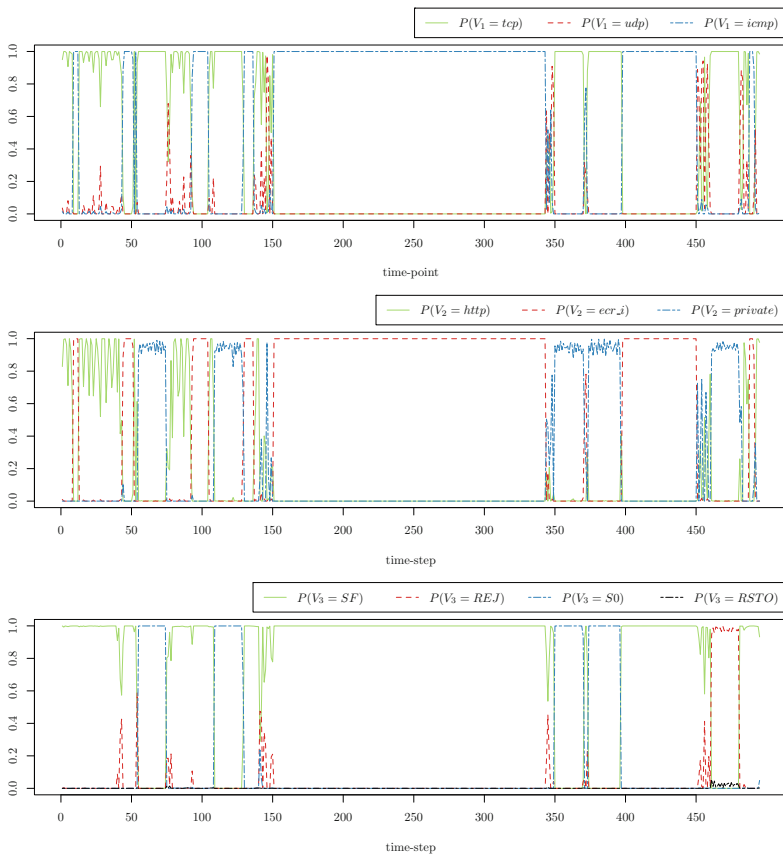 P(V1 = tcp) P(V1 = udp) P(V1 = icmp)
0.0 0.2 0.4 0.6 0.8 1.0
0 50 100 150 200 250 300 350 400 450
time-point
P(V2 = http) P(V2 = ecr_i) P(V2 = private)
0.0 0.2 0.4 0.6 0.8 1.0
0 50 100 150 200 250 300 350 400 450
time-step
P(V3 = SF) P(V3 = REJ) P(V3 = S0) P(V3 = RSTO)
0.0 0.2 0.4 0.6 0.8 1.0
0 50 100 150 200 250 300 350 400 450
time-step